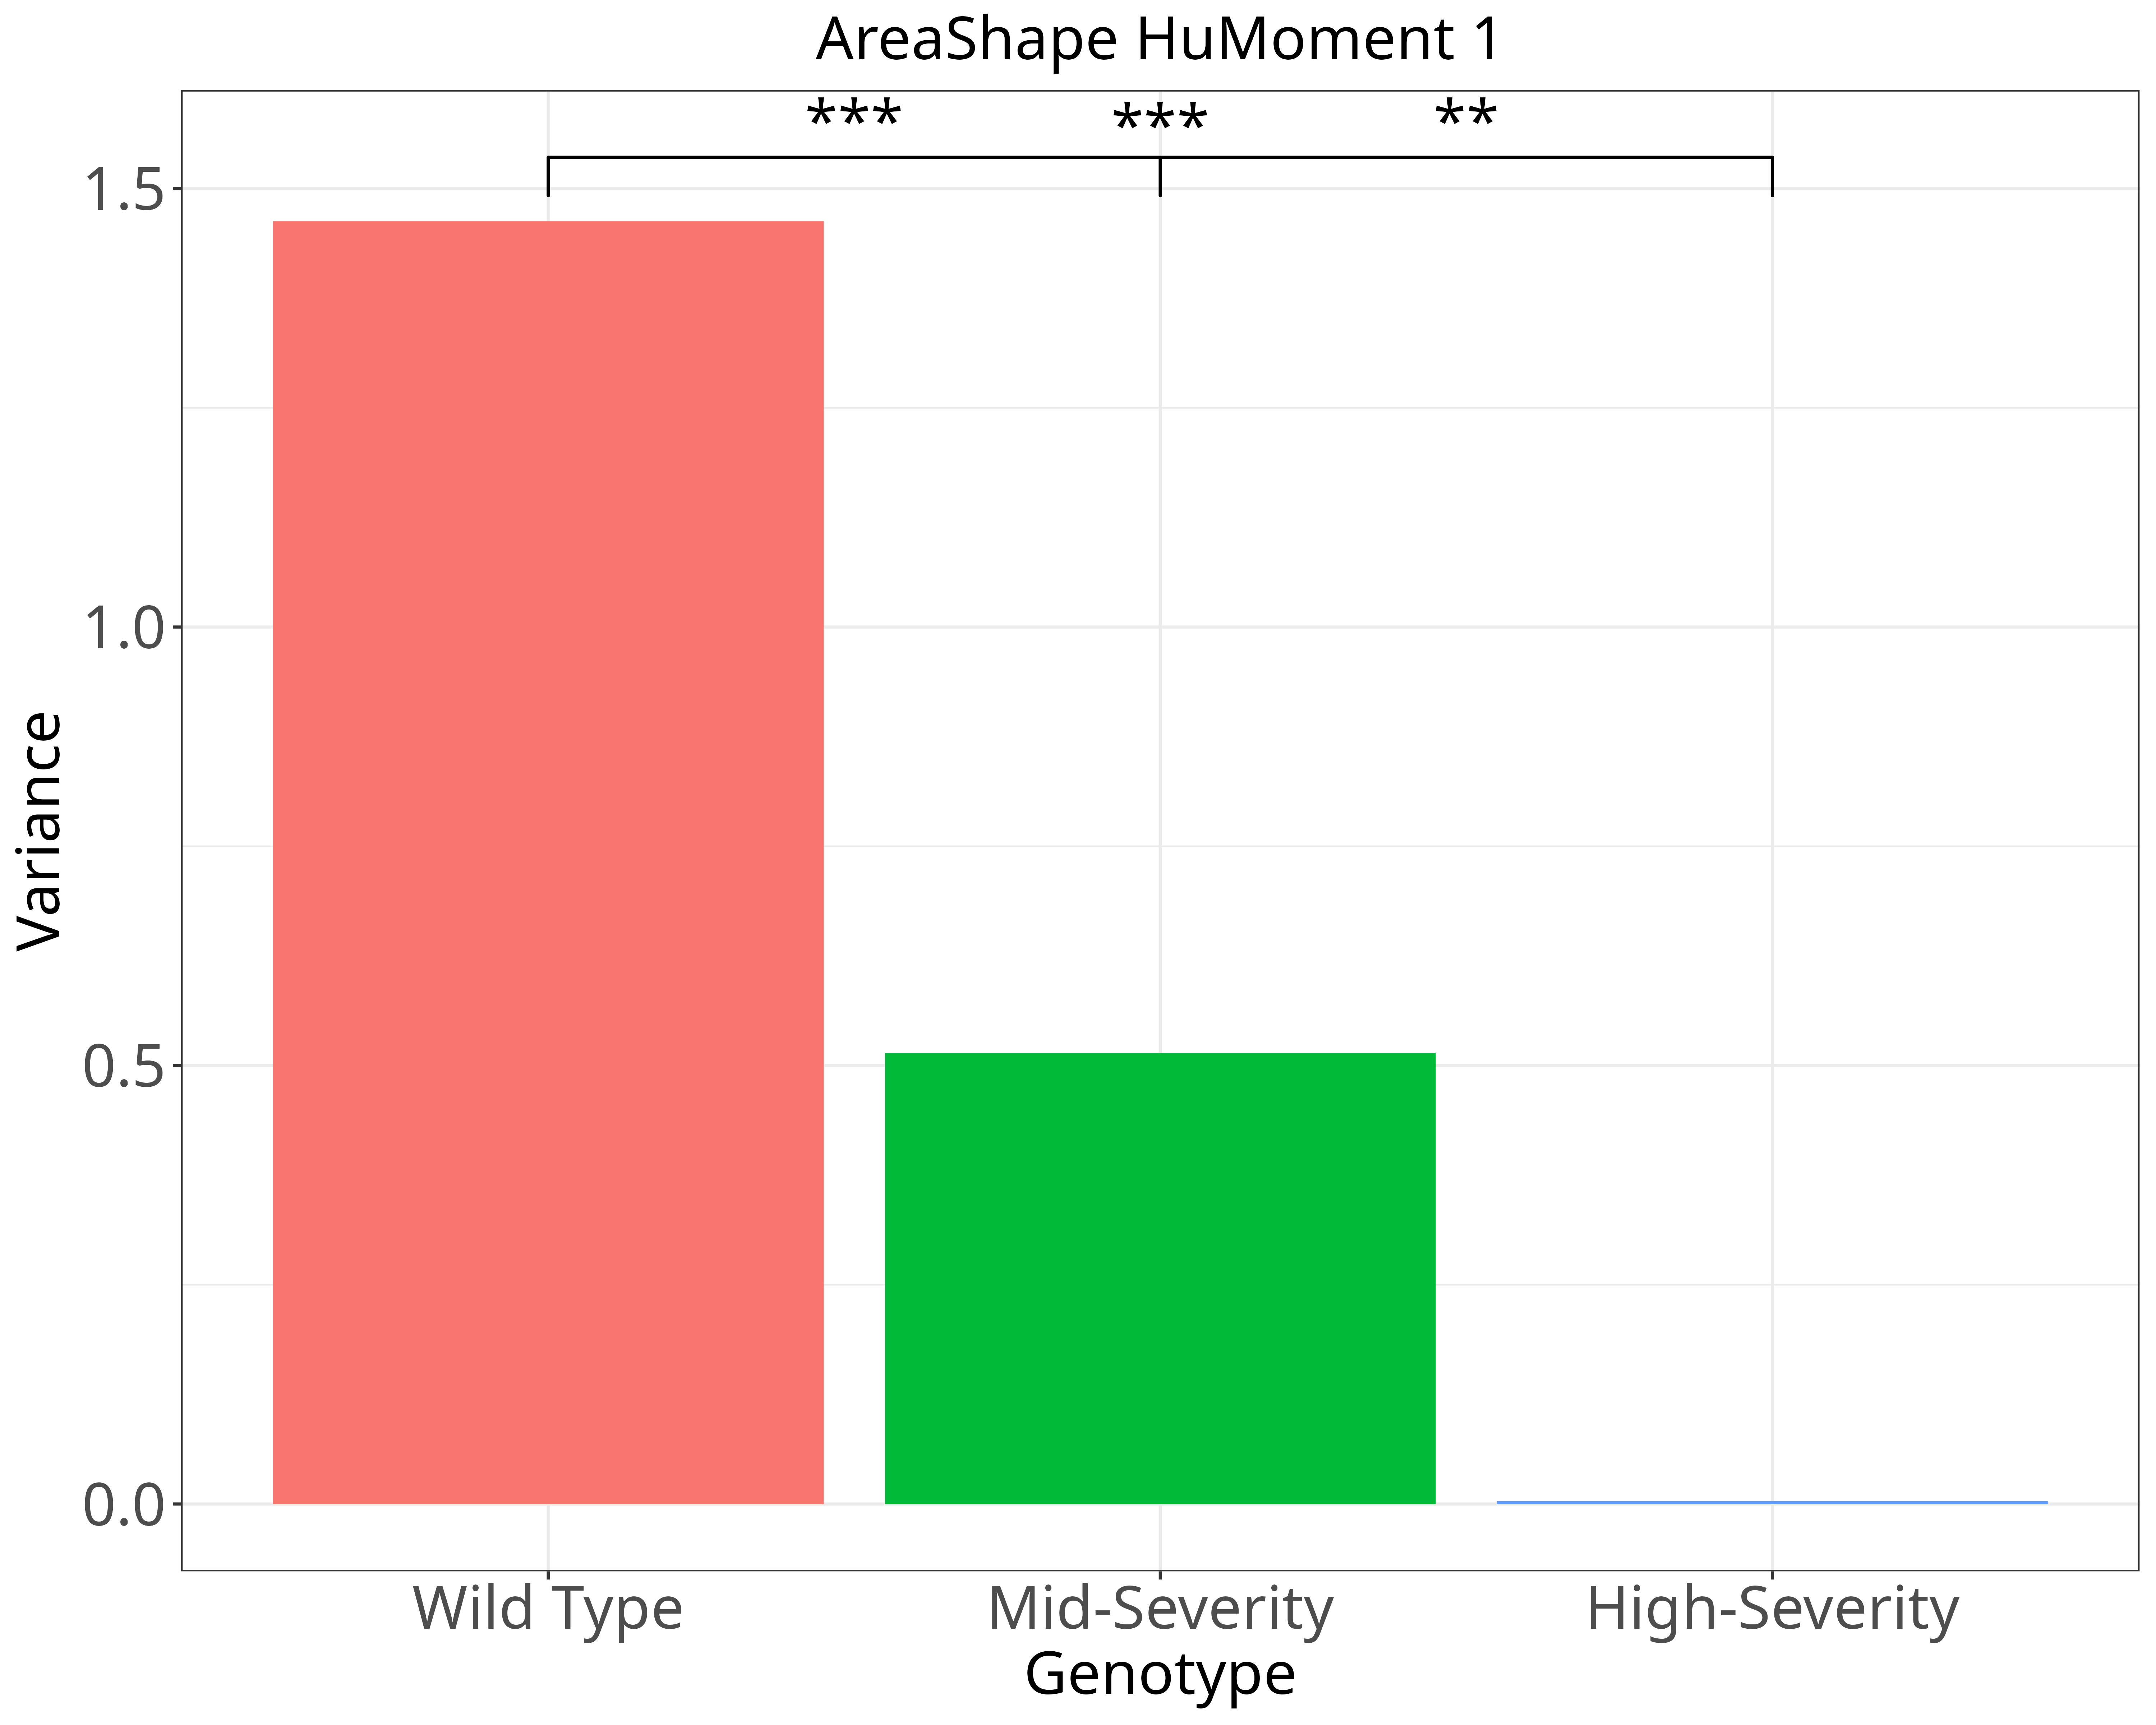 AreaShape HuMoment 1
*** *** **
1.5
1.0
0.5
0.0
Variance
Wild Type Mid-Severity High-Severity
Genotype